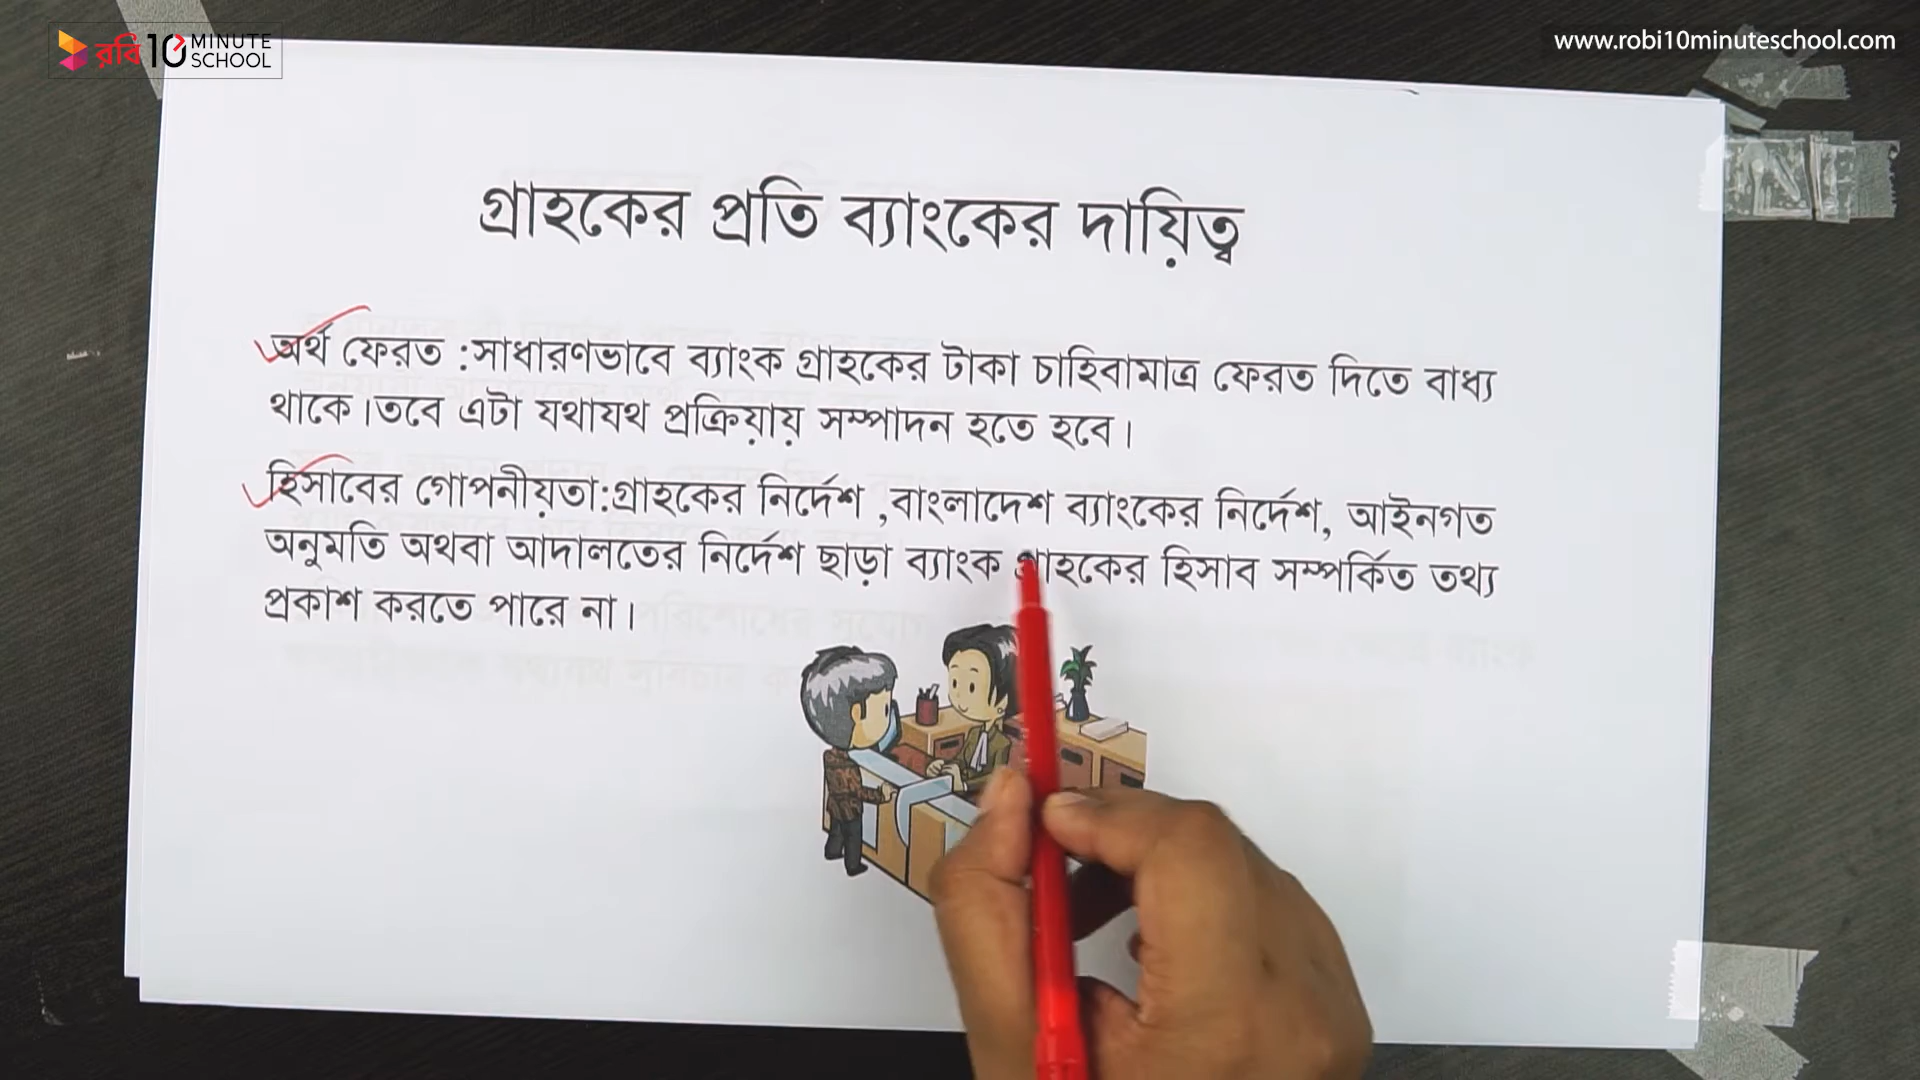 রবি 10 MINUTE SCHOOL
www.robi10minuteschool.com
গ্রাহকের প্রতি ব্যাংকের দায়িত্ব
অর্থ ফেরত :সাধারণভাবে ব্যাংক গ্রাহকের টাকা চাহিবামাত্র ফেরত দিতে বাধ্য
থাকে।তবে এটা যথাযথ প্রক্রিয়ায় সম্পাদন হতে হবে।
হিসাবের গোপনীয়তা:গ্রাহকের নির্দেশ ,বাংলাদেশ ব্যাংকের নির্দেশ, আইনগত
অনুমতি অথবা আদালতের নির্দেশ ছাড়া ব্যাংক গ্রাহকের হিসাব সম্পর্কিত তথ্য
প্রকাশ করতে পারে না।